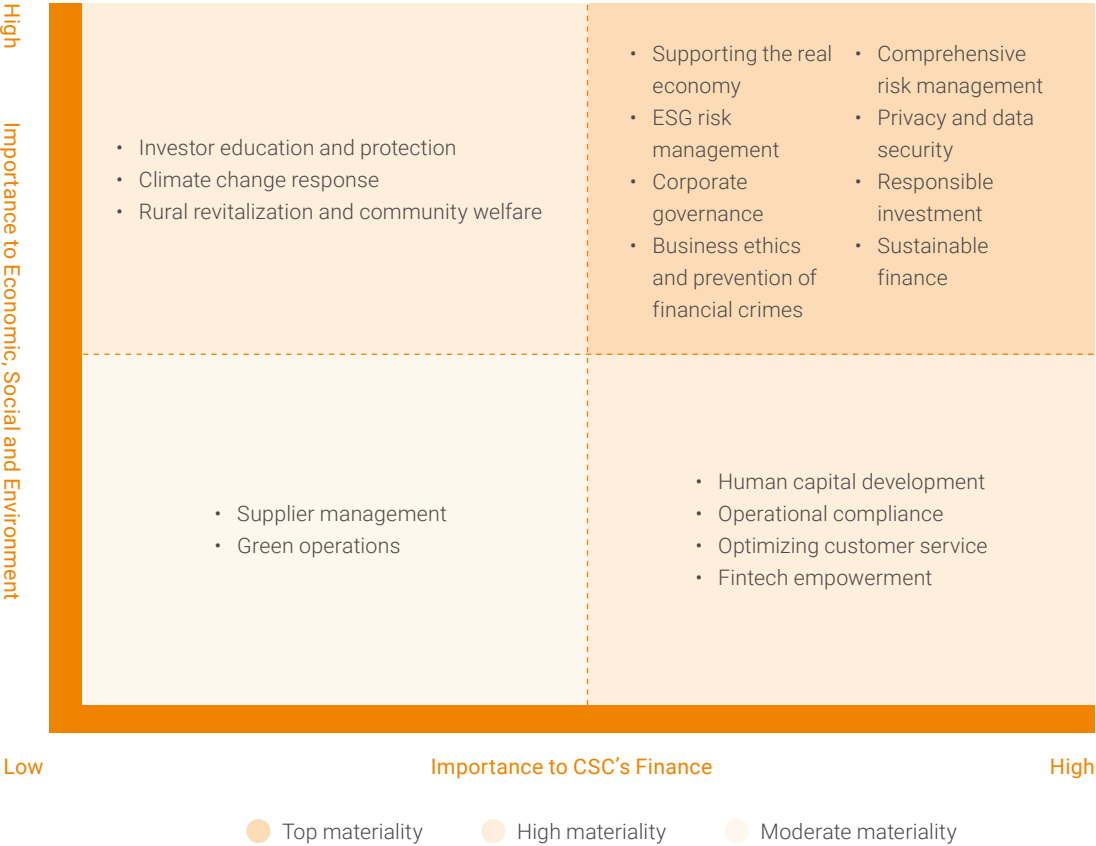 High
Importance to Economic, Social and Environment
• Investor education and protection
• Climate change response
• Rural revitalization and community welfare
• Supporting the real
economy
• ESG risk
management
• Corporate
governance
• Business ethics
and prevention of
financial crimes
• Comprehensive
risk management
• Privacy and data
security
• Responsible
investment
• Sustainable
finance
• Supplier management
• Green operations
• Human capital development
• Operational compliance
• Optimizing customer service
• Fintech empowerment
Low
Importance to CSC’s Finance
High
Top materiality
High materiality
Moderate materiality